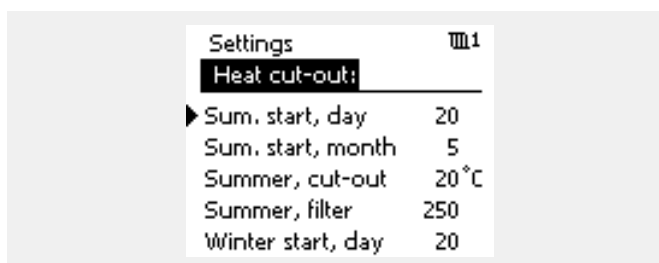 Settings 1
Heat cut-out:
Sum. start, day 20
Sum. start, month 5
Summer, cut-out 20°C
Summer, filter 250
Winter start, day 20